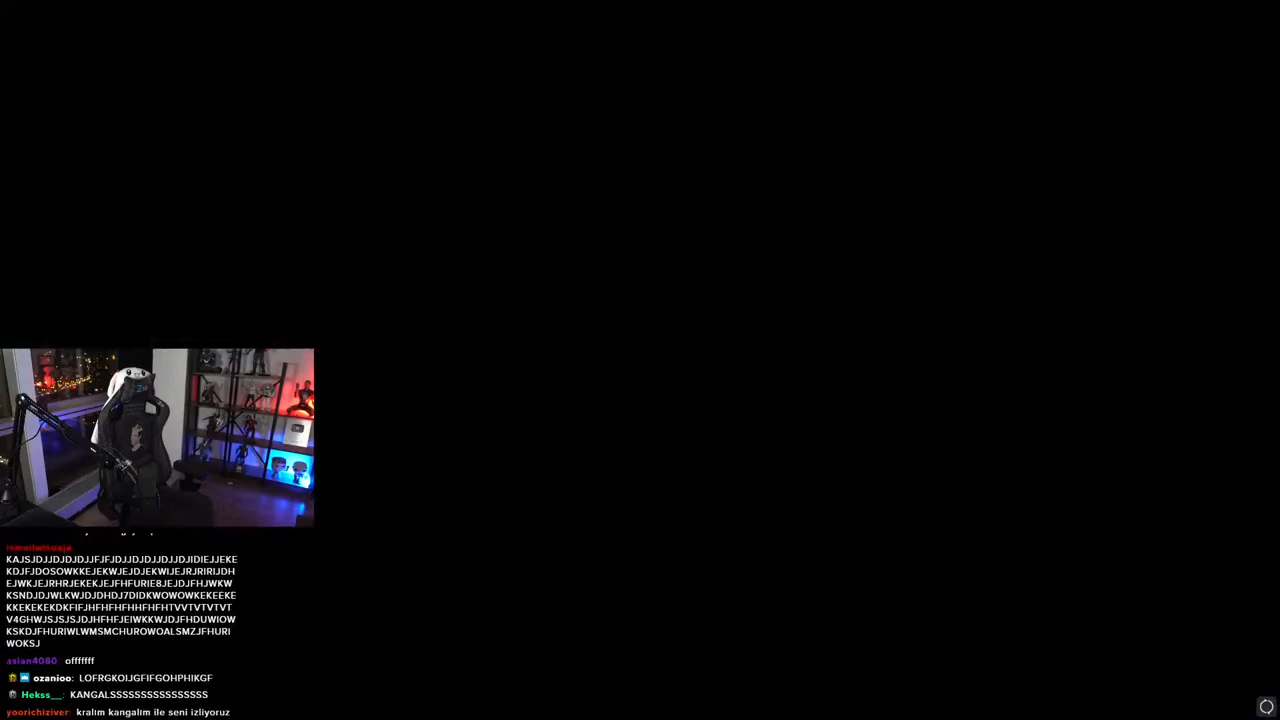 KAJSJDJJDJDJDJJFJFJDJJDJDJJDJJDJIDIEJJEKE
KDJFJDOSOWKKEJEKWJEJDJEKWIJEJRJRIRIJDH
EJWKJEJRHRJEKEKJEJFHFURIE8JEJDJFHJWKW
KSNDJDJWLKWJDJDHDJ7DIDKWOWOWKEKEEKE
KKEKEKEKDKFIFJHFHFHFHHFHFHTVVTVTVTVT
V4GHWJSJSJSJDJHFHFJEIWKKWJDJFHDUWIOW
KSKDJFHURIWLWMSMCHUROWOALSMZJFHURI
WOKSJ
asian4080: offfffff
ozanioo: LOFRGKOIJGFIFGOHPHIKGF
Hekss__: KANGALSSSSSSSSSSSSSSSS
yoorichiziver: kralım kangalım ile seni izliyoruz